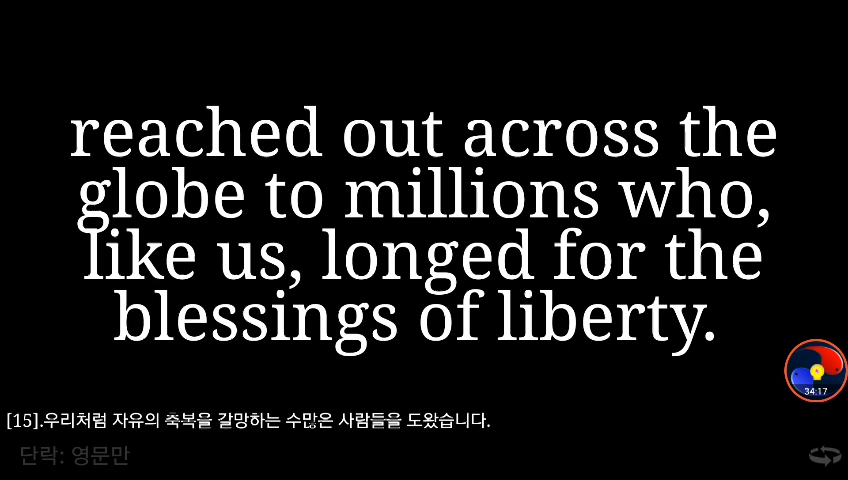 reached out across the
globe to millions who,
like us, longed for the
blessings of liberty.
34:17
[15].우리처럼 자유의 축복을 갈망하는 수많은 사람들을 도왔습니다.
단락: 영문만